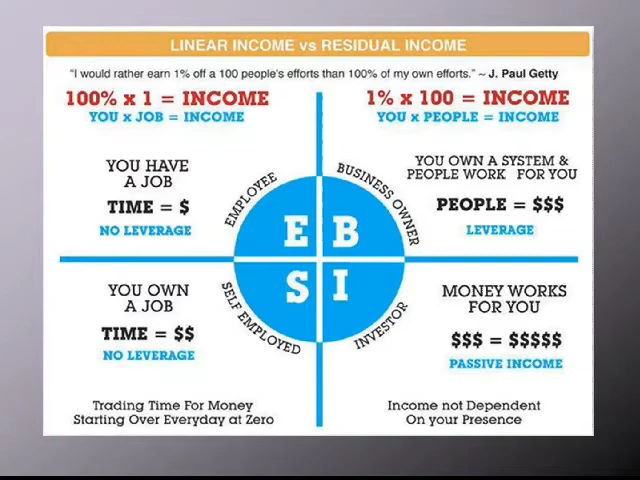 LINEAR INCOME vs RESIDUAL INCOME
"I would rather earn 1% off a 100 people's efforts than 100% of my own efforts." ~ J. Paul Getty
100% x 1 = INCOME
YOU x JOB = INCOME
1% x 100 = INCOME
YOU x PEOPLE = INCOME
YOU HAVE
A JOB
TIME = $
NO LEVERAGE
EMPLOYEE
E
BUSINESS OWNER
B
YOU OWN A SYSTEM &
PEOPLE WORK FOR YOU
PEOPLE = $$$
LEVERAGE
YOU OWN
A JOB
TIME = $$
NO LEVERAGE
SELF EMPLOYED
S
INVESTOR
I
MONEY WORKS
FOR YOU
$$$ = $$$$$
PASSIVE INCOME
Trading Time For Money
Starting Over Everyday at Zero
Income not Dependent
On your Presence